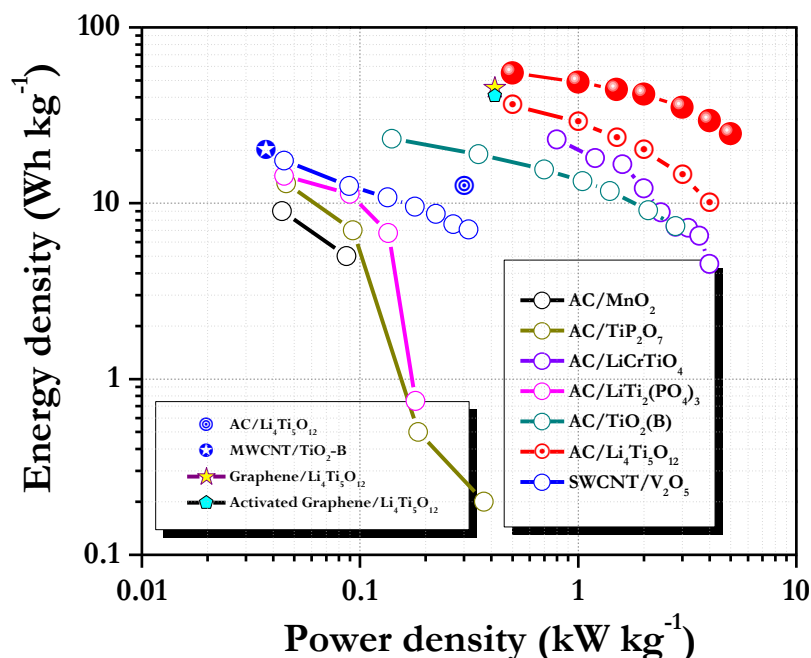 Energy density (Wh kg⁻¹)
100
10
1
0.1
AC/MnO₂
AC/TiP₂O₇
AC/LiCrTiO₄
AC/LiTi₂(PO₄)₃
AC/TiO₂(B)
AC/Li₄Ti₅O₁₂
SWCNT/V₂O₅
AC/Li₄Ti₅O₁₂
MWCNT/TiO₂-B
Graphene/Li₄Ti₅O₁₂
Activated Graphene/Li₄Ti₅O₁₂
0.01 0.1 1 10
Power density (kW kg⁻¹)